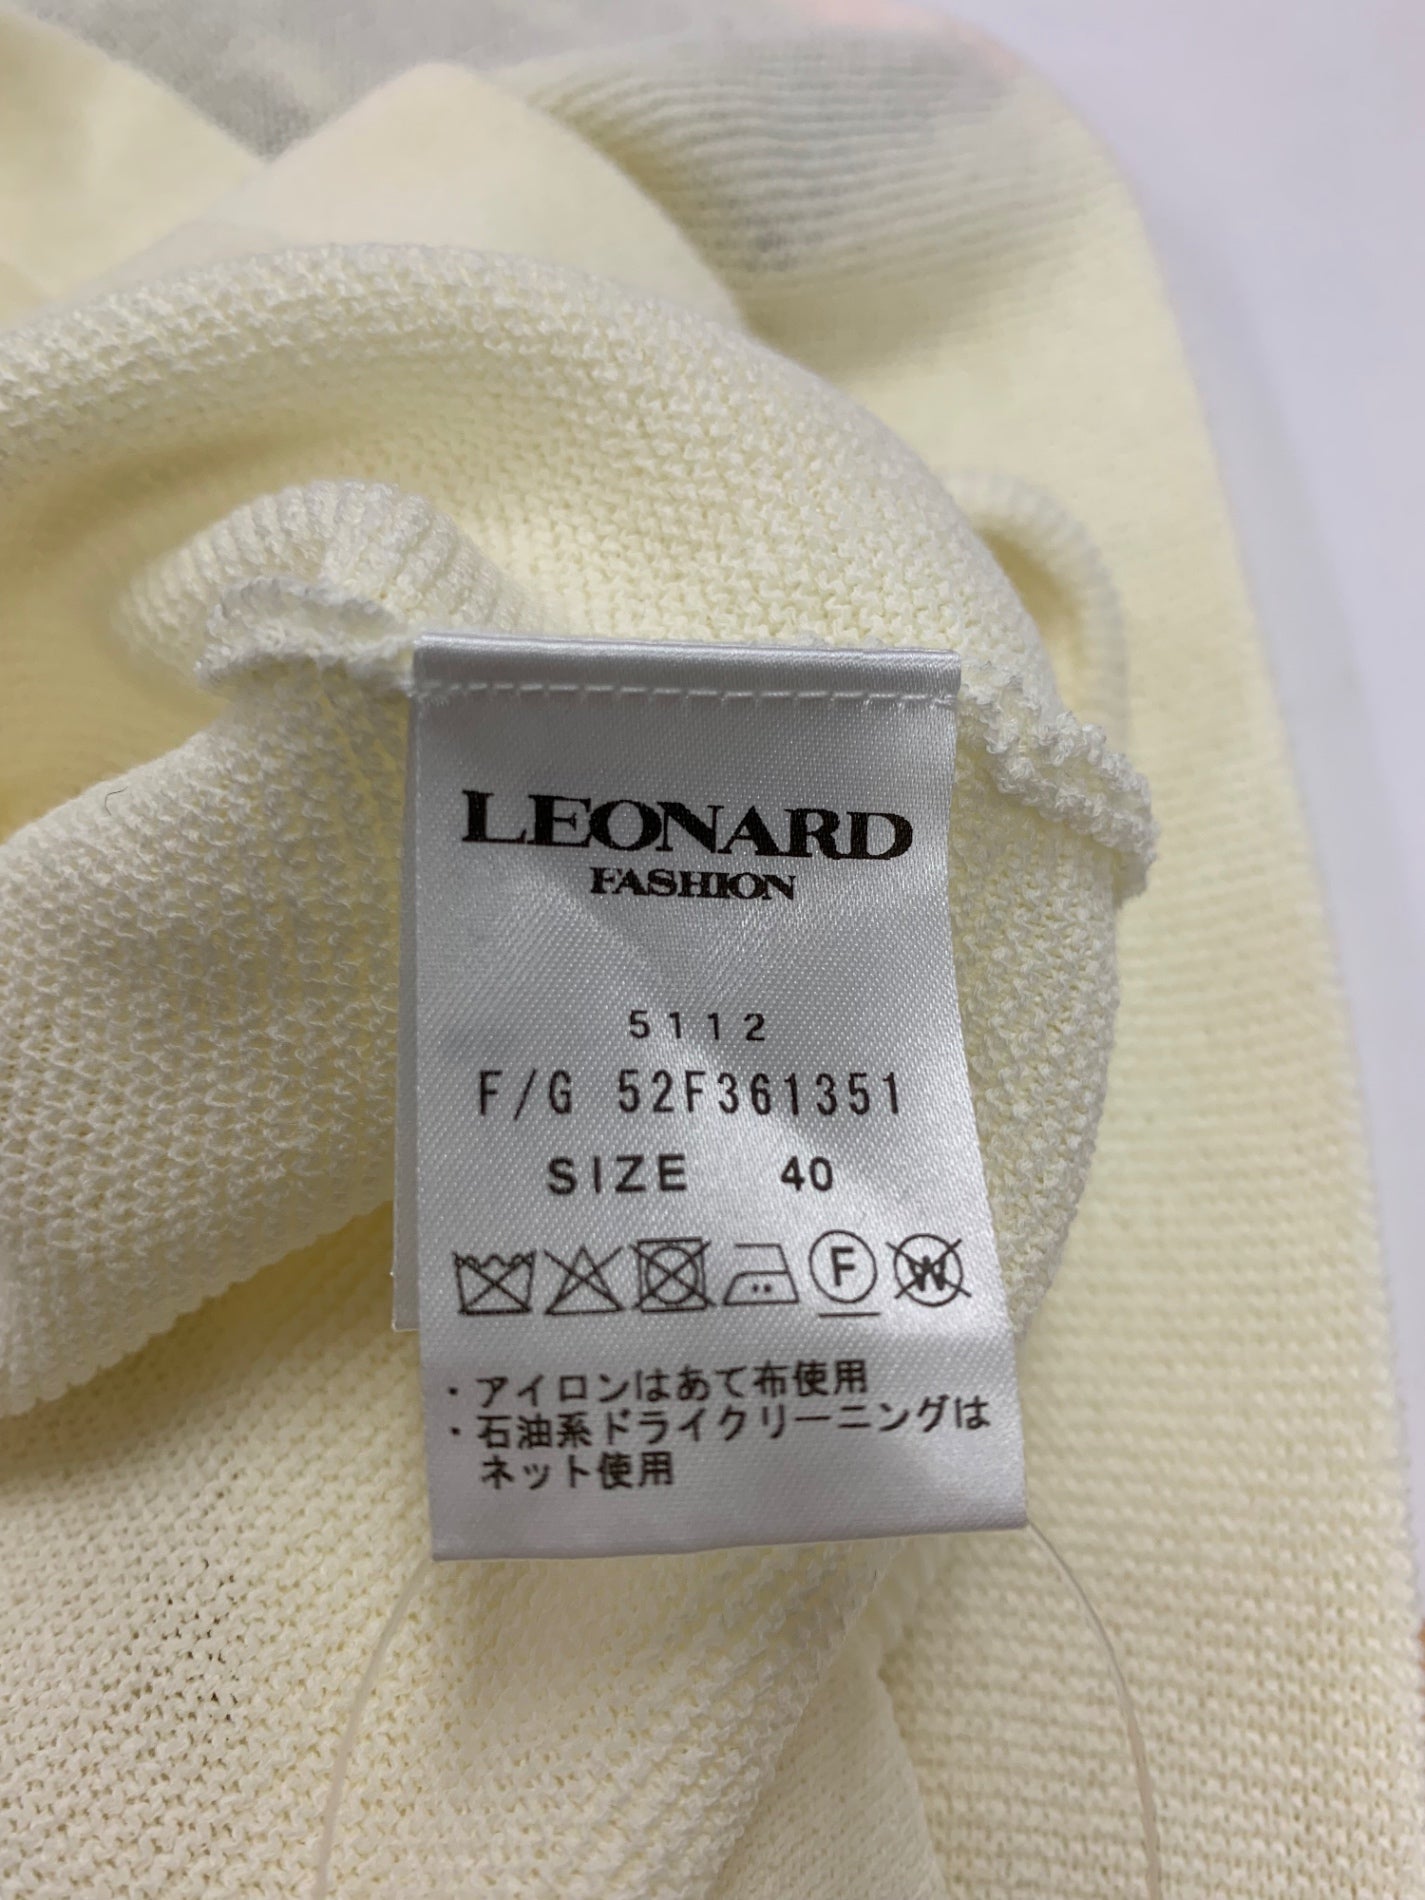 LEONARD
FASHION
5112
F/G 52F361351
SIZE 40
F W
・アイロンはあて布使用
・石油系ドライクリーニングは
ネット使用